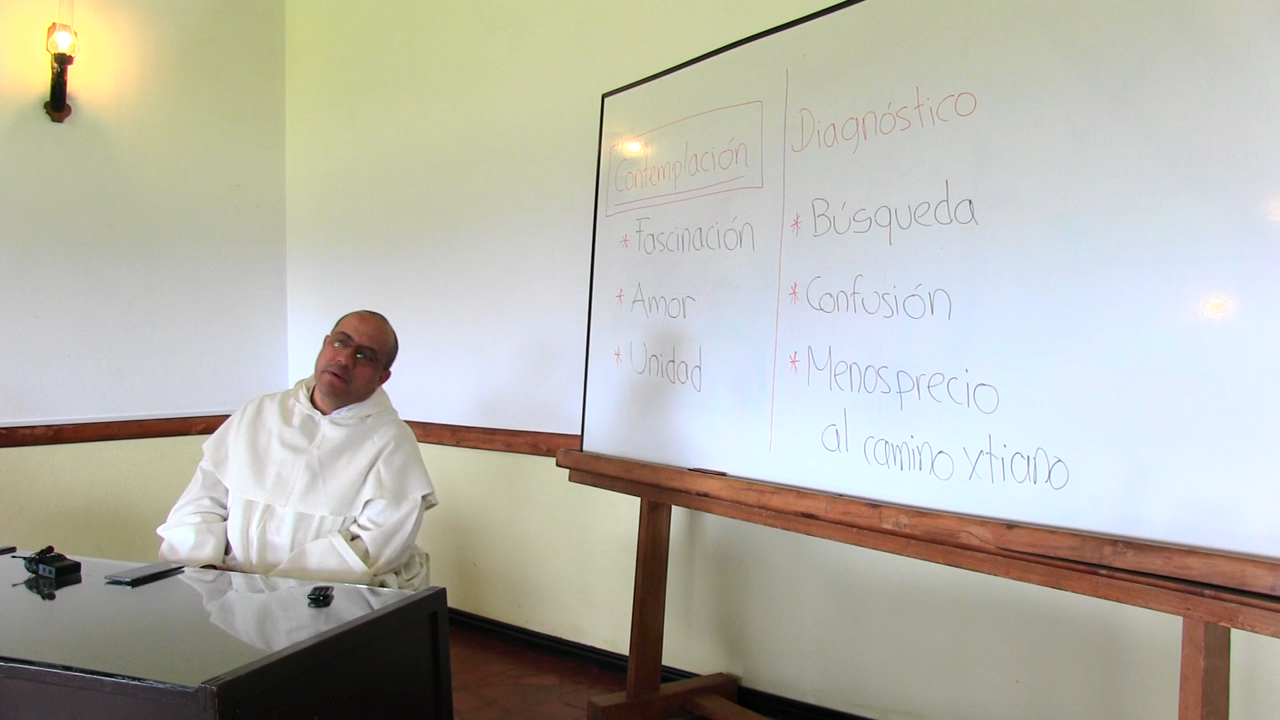 Contemplación
* Fascinación
* Amor
* Unidad
Diagnóstico
* Búsqueda
* Confusión
* Menosprecio
al camino xtiano